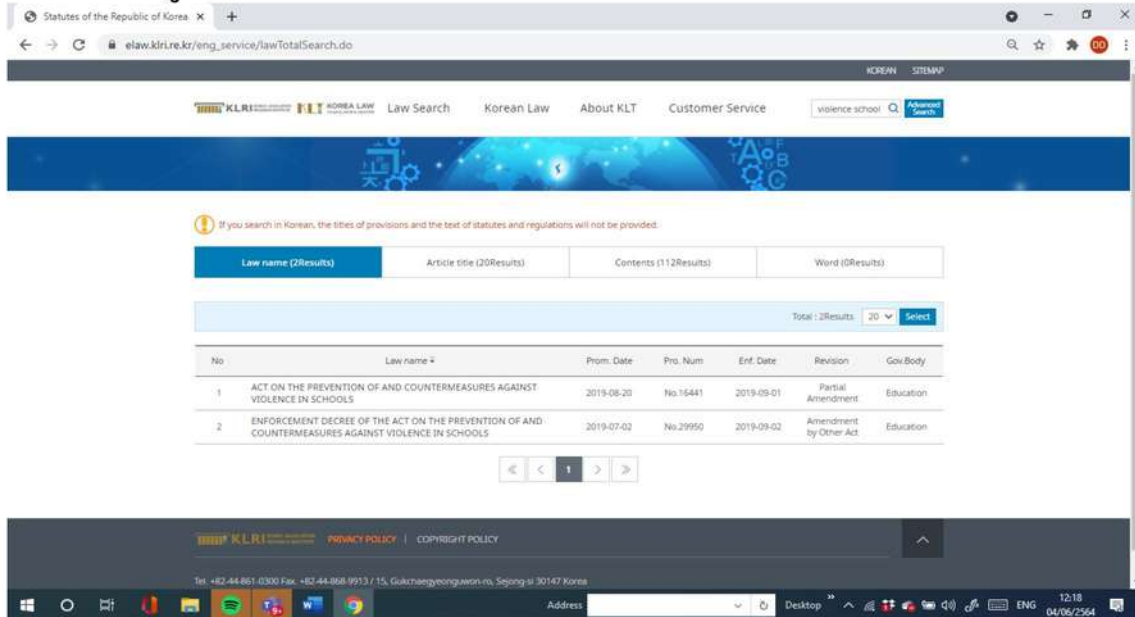 Statutes of the Republic of Korea
elaw.klri.re.kr/eng_service/lawTotalSearch.do
DD
KOREAN SITEMAP
KLRI KLT KOREA LAW Law Search Korean Law About KLT Customer Service violence school Advanced Search
If you search in Korean, the titles of provisions and the text of statutes and regulations will not be provided.
Law name (2Results) Article title (20Results) Contents (112Results) Word (0Results)
Total : 2Results 20 Select
No Law name Prom. Date Pro. Num Enf. Date Revision Gov.Body
1 ACT ON THE PREVENTION OF AND COUNTERMEASURES AGAINST VIOLENCE IN SCHOOLS 2019-08-20 No.16441 2019-09-01 Partial Amendment Education
2 ENFORCEMENT DECREE OF THE ACT ON THE PREVENTION OF AND COUNTERMEASURES AGAINST VIOLENCE IN SCHOOLS 2019-07-02 No.29950 2019-09-02 Amendment by Other Act Education
1
KLRI PRIVACY POLICY | COPYRIGHT POLICY
Tel. +82-44-861-0300 Fax. +82-44-868-9913 / 15, Gukchaegyeonguwon-ro, Sejong-si 30147 Korea
Address Desktop ENG 12:18
04/06/2564